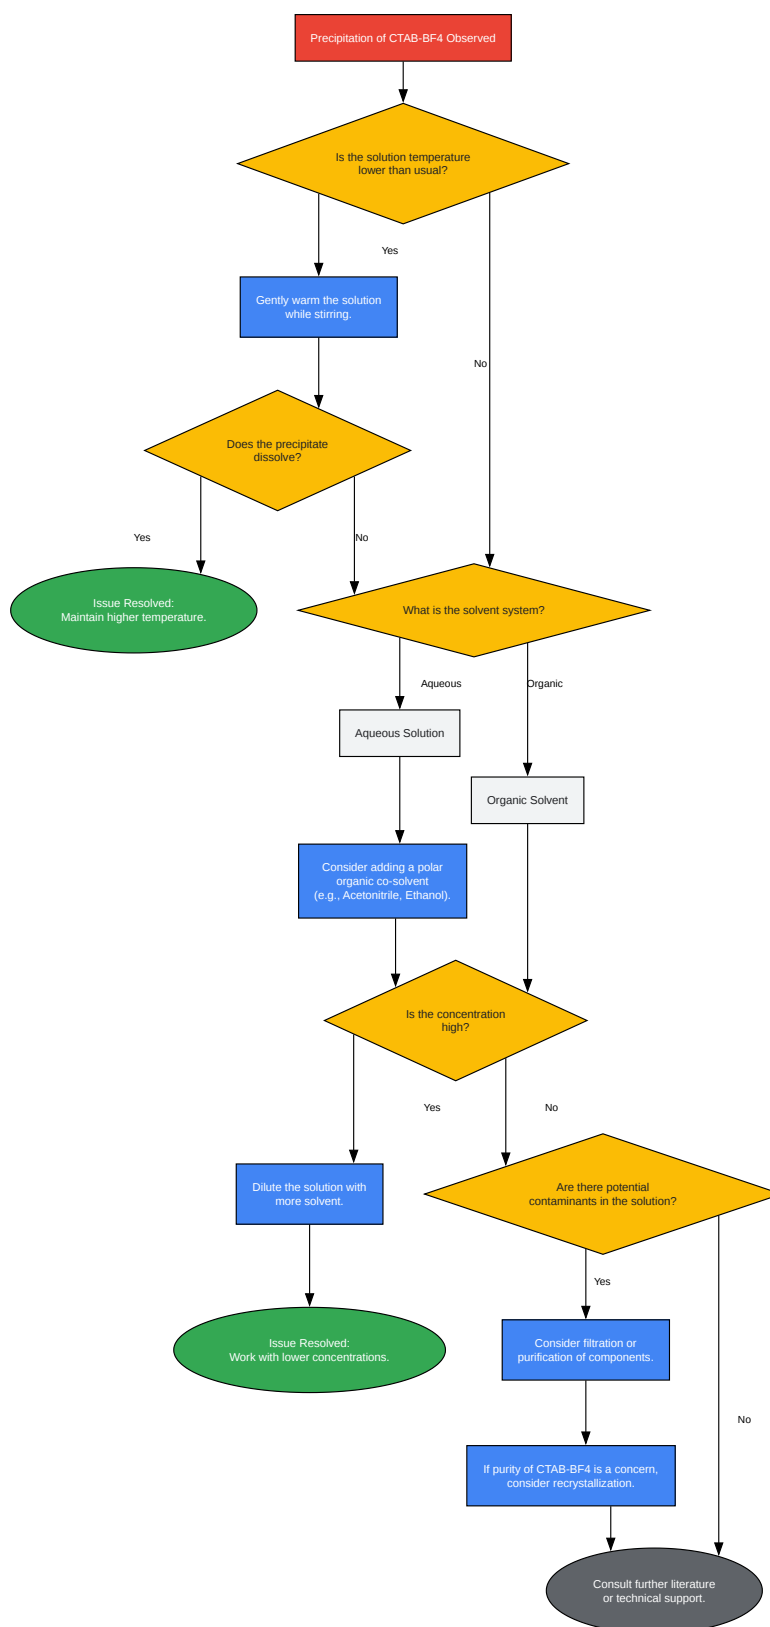 Precipitation of CTAB-BF4 Observed
Is the solution temperature
lower than usual?
Yes
Gently warm the solution
while stirring.
No
Does the precipitate
dissolve?
Yes
No
Issue Resolved:
Maintain higher temperature.
What is the solvent system?
Aqueous
Organic
Aqueous Solution
Organic Solvent
Consider adding a polar
organic co-solvent
(e.g., Acetonitrile, Ethanol).
Is the concentration
high?
Yes
No
Dilute the solution with
more solvent.
Are there potential
contaminants in the solution?
Yes
Issue Resolved:
Work with lower concentrations.
Consider filtration or
purification of components.
No
If purity of CTAB-BF4 is a concern,
consider recrystallization.
Consult further literature
or technical support.